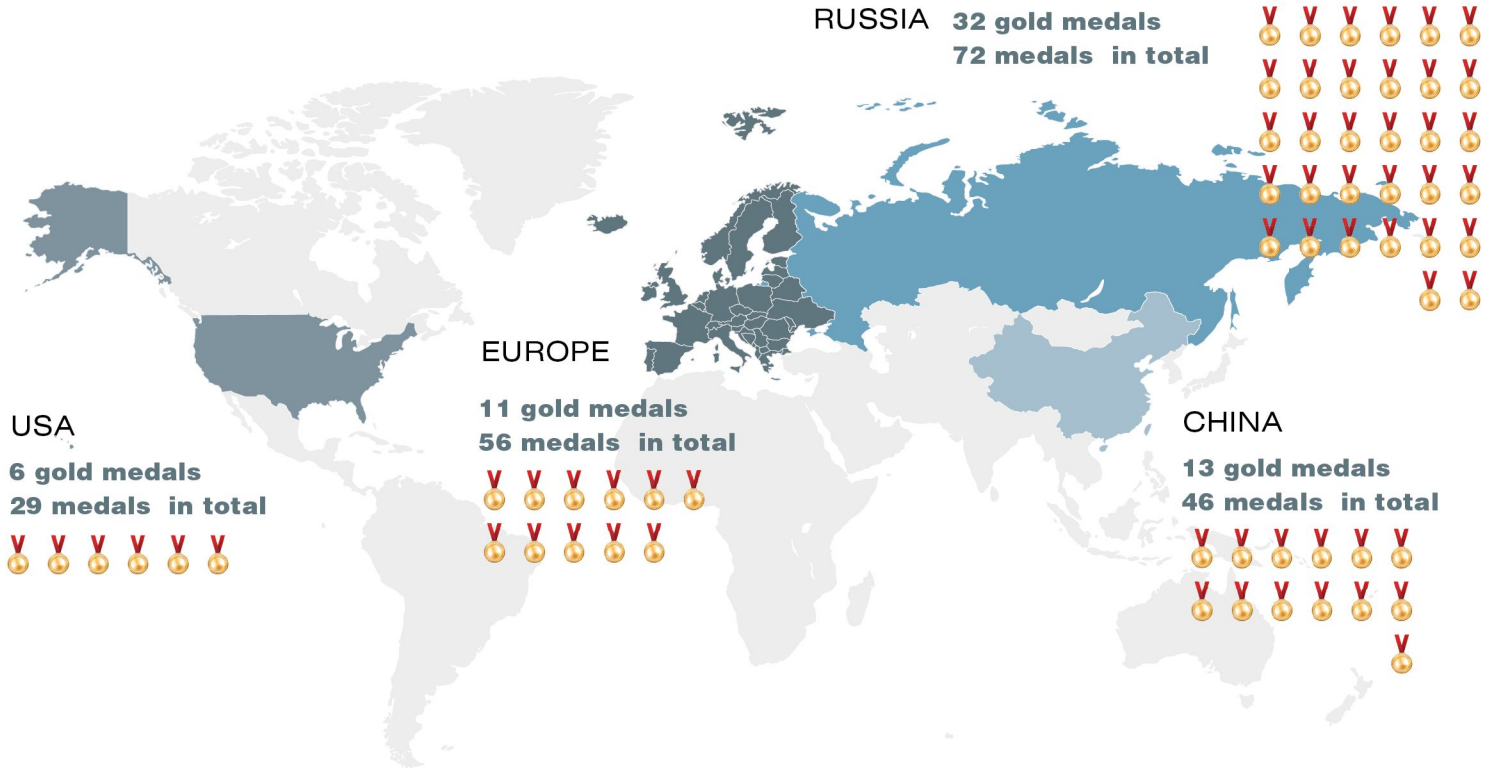 RUSSIA 32 gold medals
72 medals in total
EUROPE
11 gold medals
56 medals in total
USA
6 gold medals
29 medals in total
CHINA
13 gold medals
46 medals in total